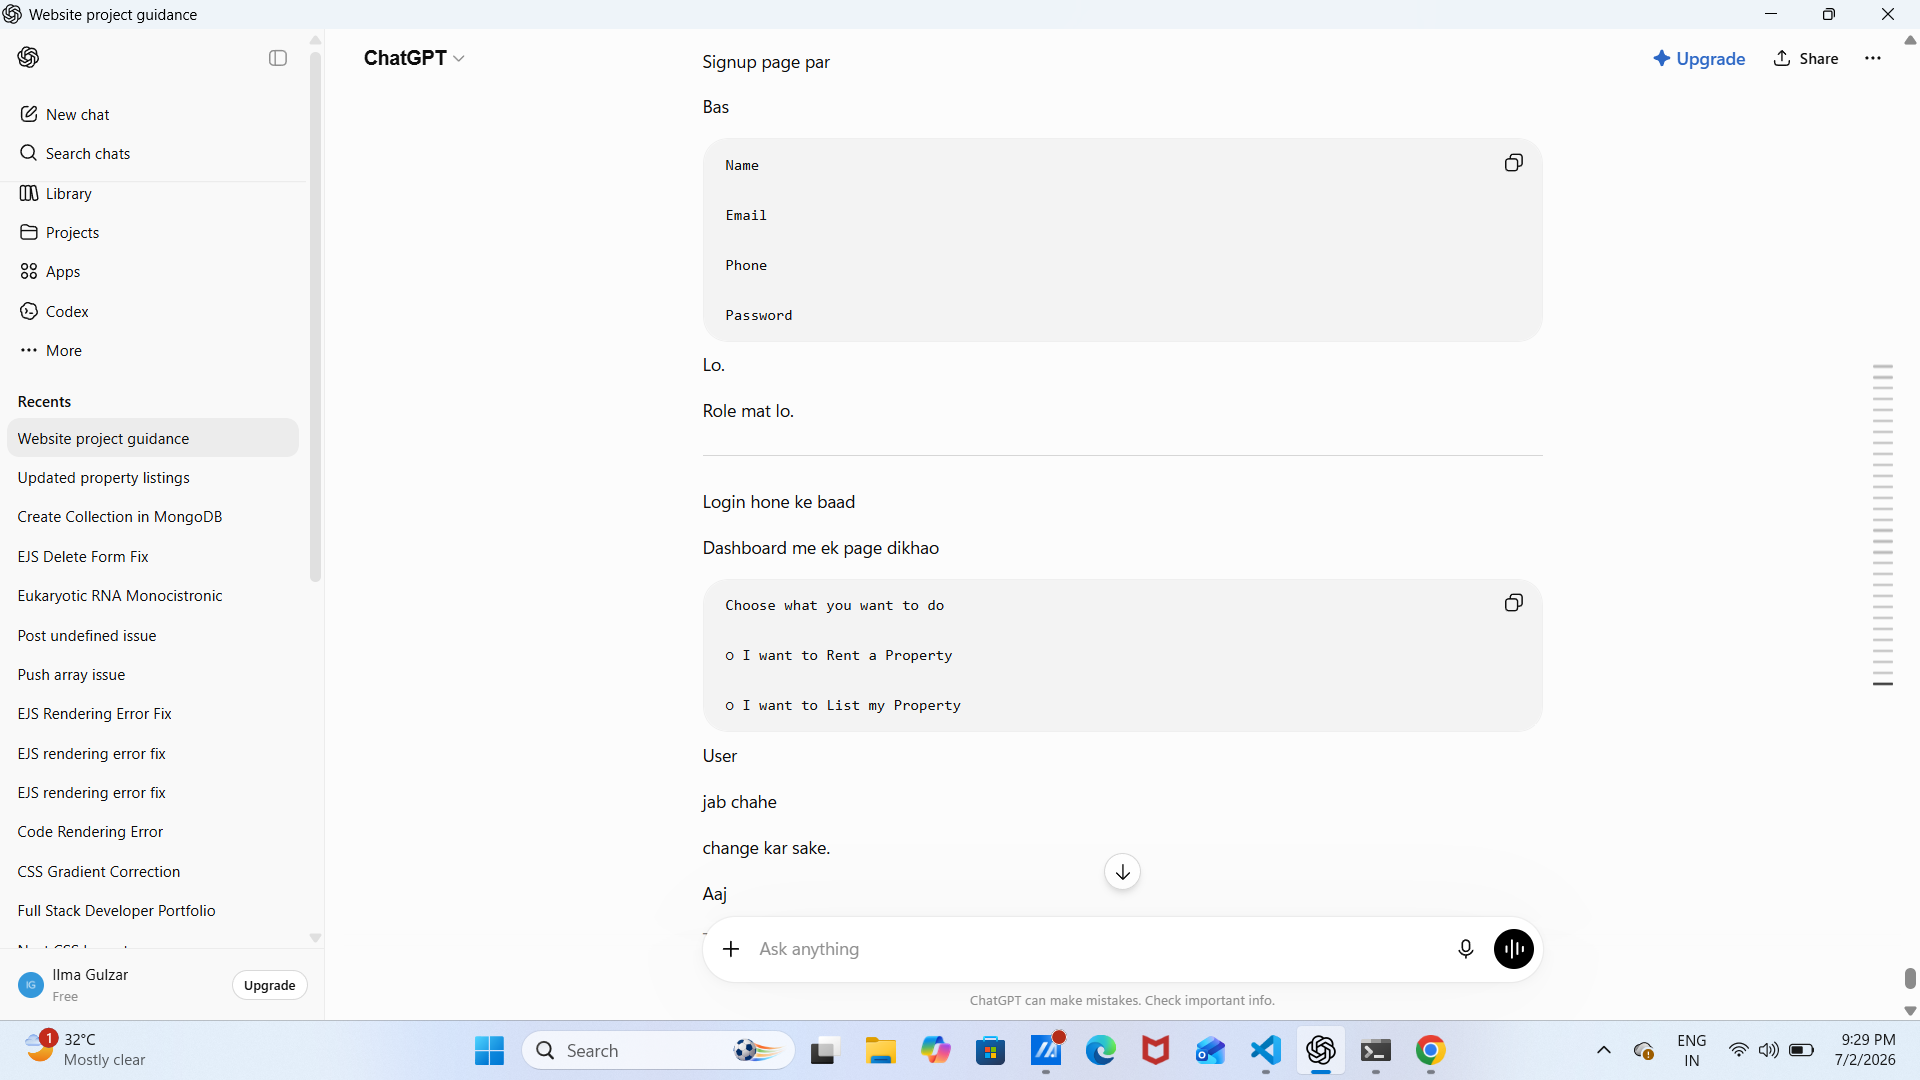 Website project guidance
ChatGPT
Upgrade
Share
New chat
Search chats
Library
Projects
Apps
Codex
More
Recents
Website project guidance
Updated property listings
Create Collection in MongoDB
EJS Delete Form Fix
Eukaryotic RNA Monocistronic
Post undefined issue
Push array issue
EJS Rendering Error Fix
EJS rendering error fix
EJS rendering error fix
Code Rendering Error
CSS Gradient Correction
Full Stack Developer Portfolio
IG
Ilma Gulzar
Free
Upgrade
Signup page par
Bas
Name
Email
Phone
Password
Lo.
Role mat lo.
Login hone ke baad
Dashboard me ek page dikhao
Choose what you want to do
○ I want to Rent a Property
○ I want to List my Property
User
jab chahe
change kar sake.
Aaj
Ask anything
ChatGPT can make mistakes. Check important info.
1
32°C
Mostly clear
Search
ENG
IN
9:29 PM
7/2/2026